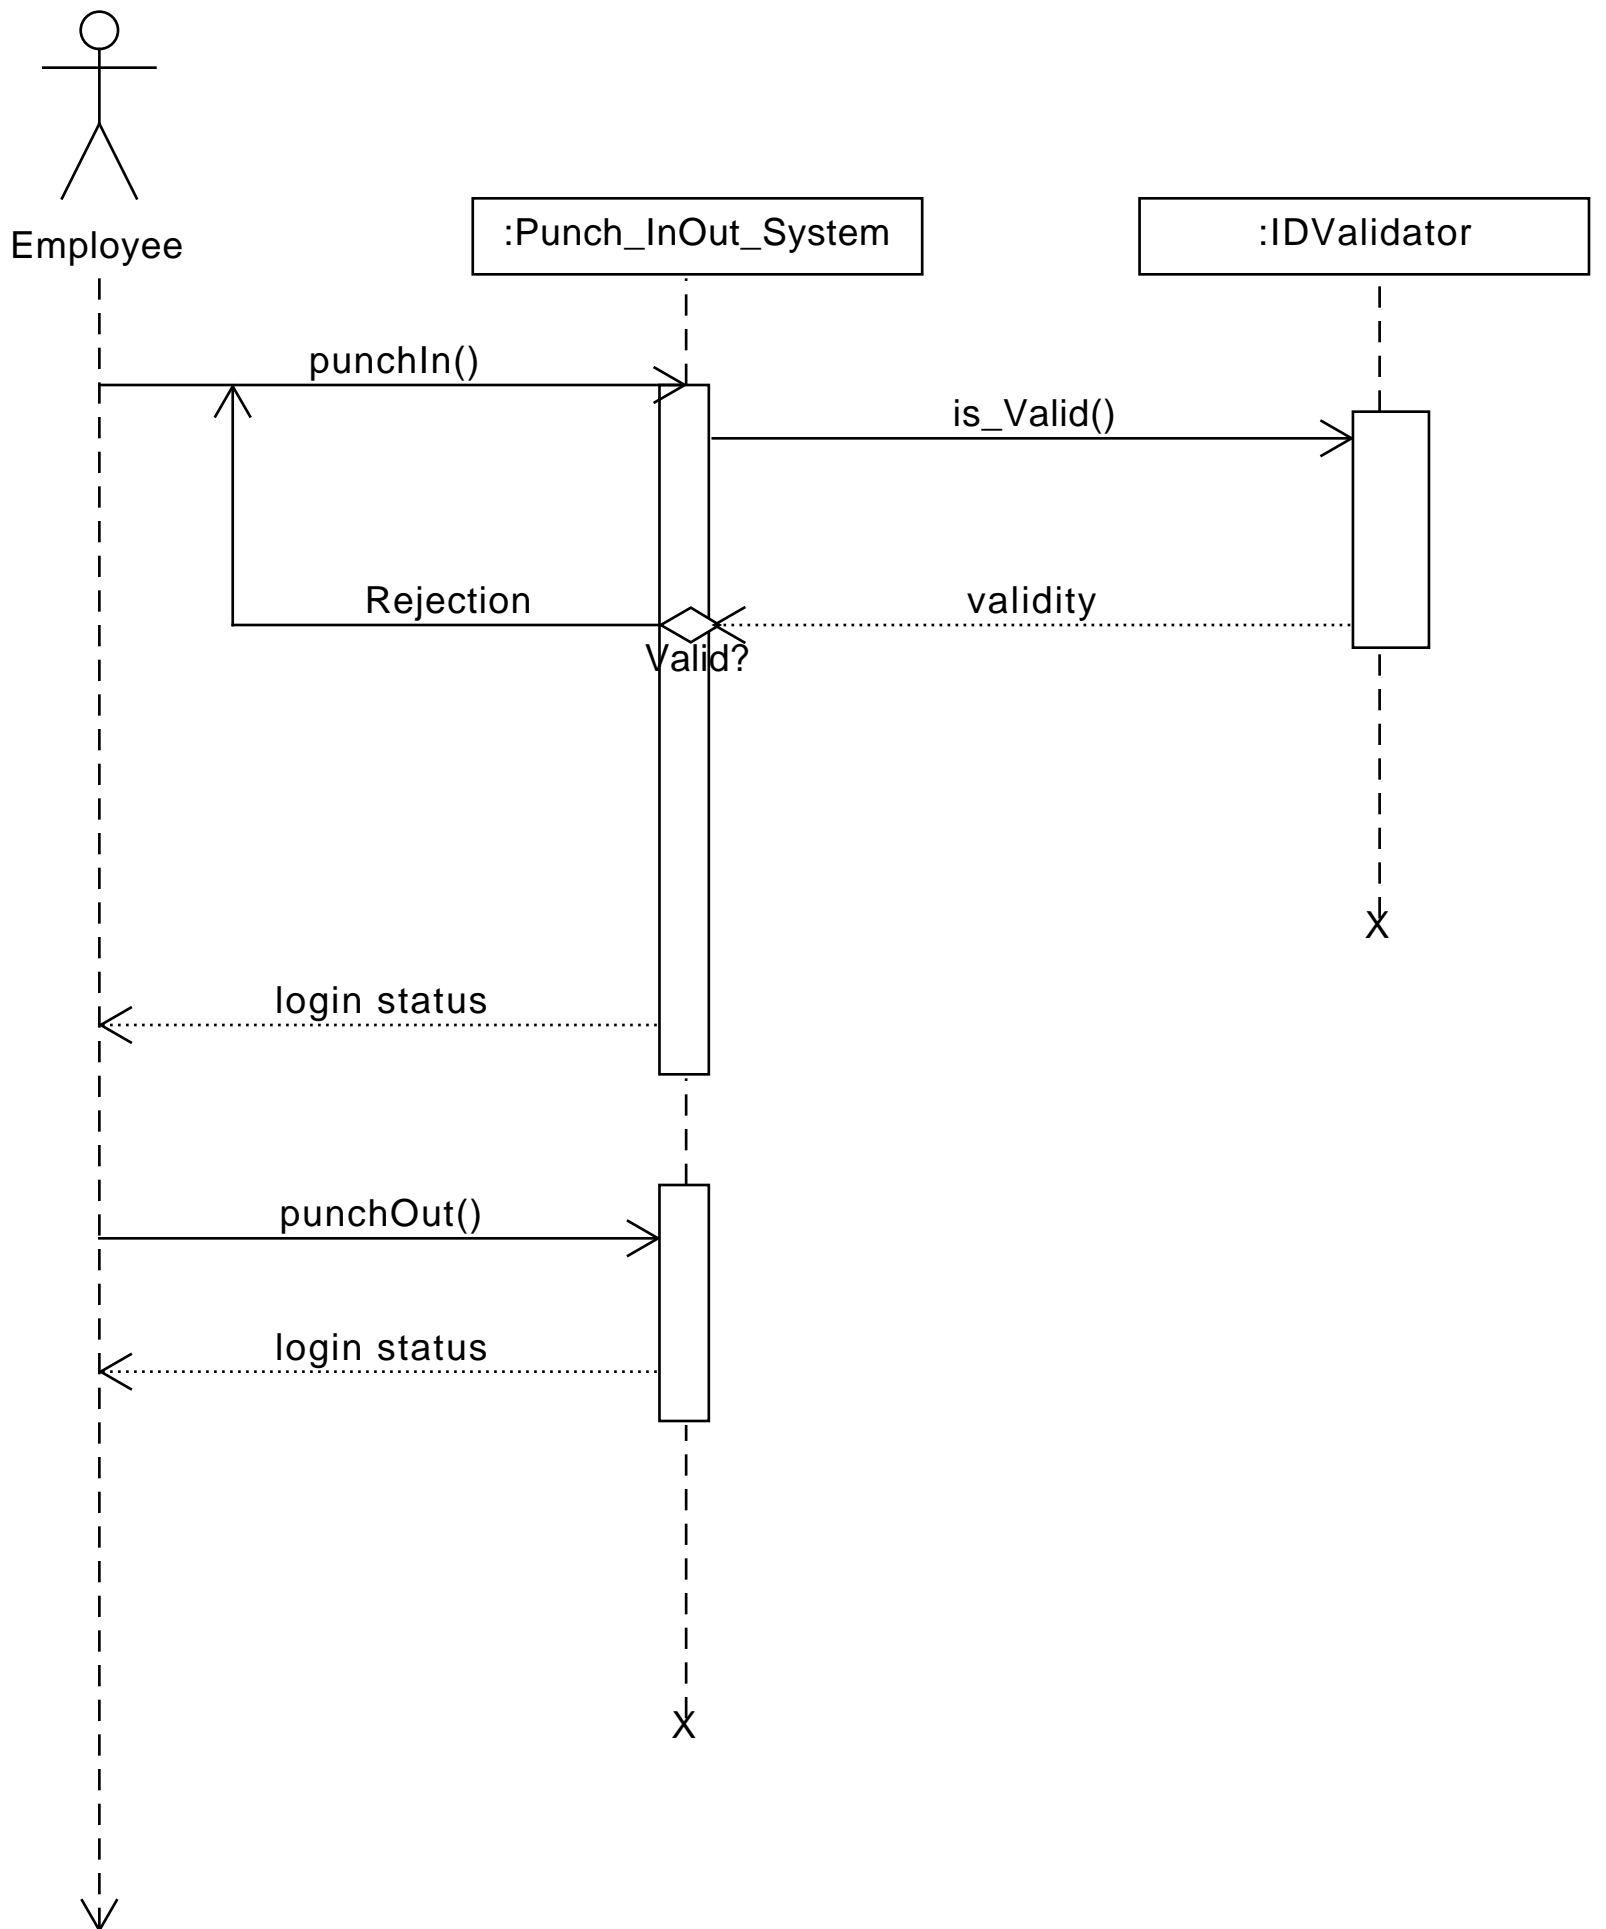 Employee
:Punch_InOut_System
:IDValidator
punchIn()
is_Valid()
Rejection
validity
Valid?
X
login status
punchOut()
login status
X